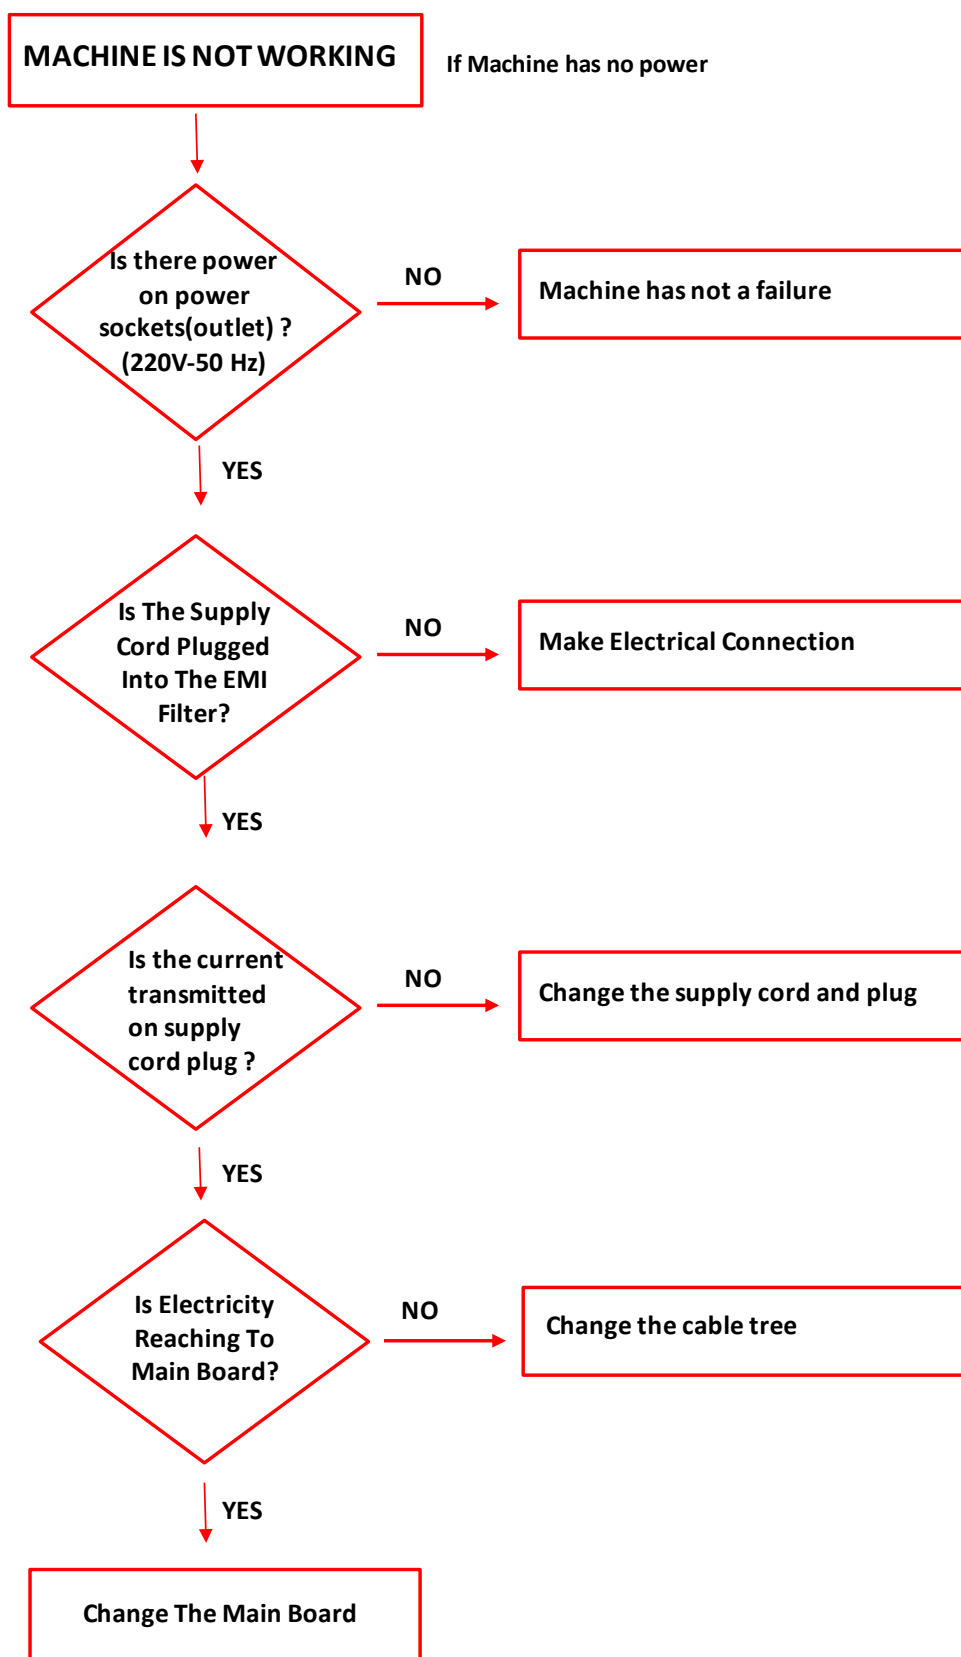 MACHINE IS NOT WORKING
If Machine has no power
Is there power
on power
sockets(outlet) ?
(220V-50 Hz)
NO
Machine has not a failure
YES
Is The Supply
Cord Plugged
Into The EMI
Filter?
NO
Make Electrical Connection
YES
Is the current
transmitted
on supply
cord plug ?
NO
Change the supply cord and plug
YES
Is Electricity
Reaching To
Main Board?
NO
Change the cable tree
YES
Change The Main Board